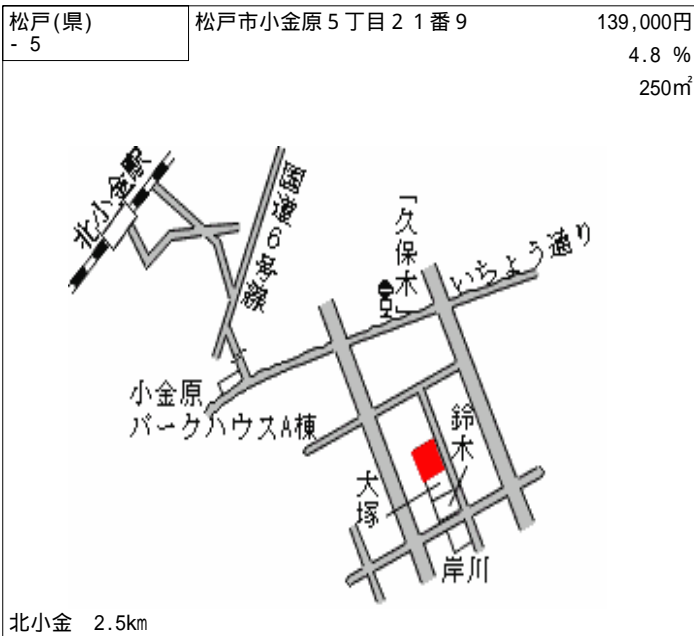 松戸(県)
- 5
松戸市小金原５丁目２１番９
139,000円
4.8 %
250㎡
北小金駅
国道６号線
「久保木」
いちょう通り
小金原
パークハウスA棟
鈴木
大塚
岸川
北小金 2.5km